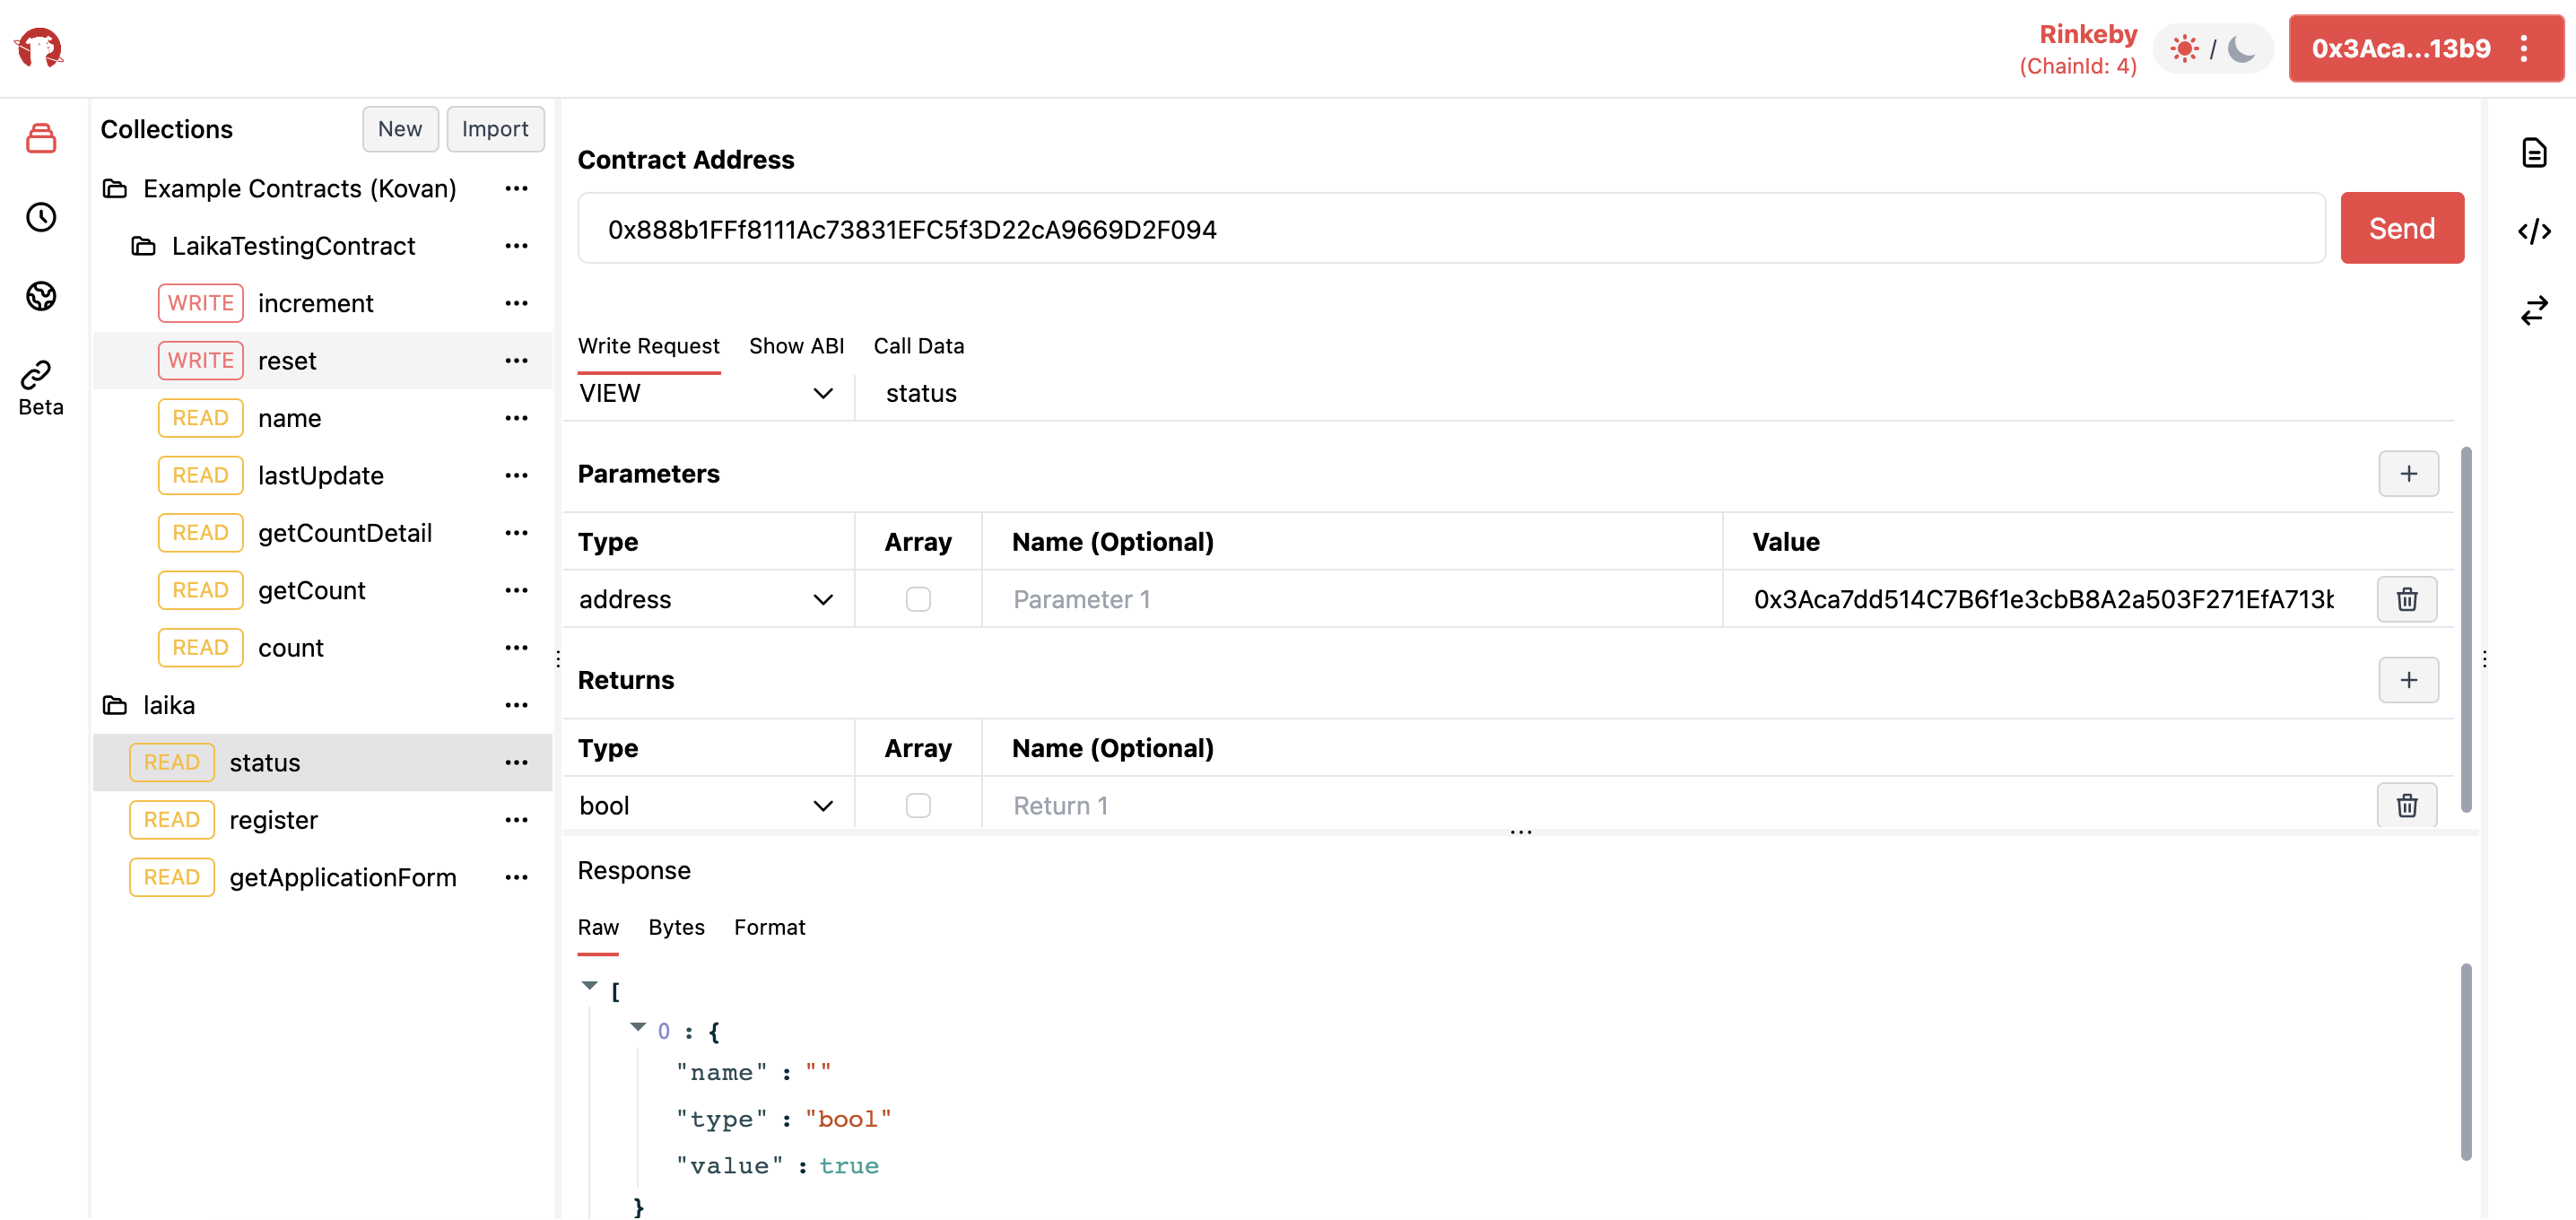 Rinkeby
(ChainId: 4)
/
0x3Aca...13b9
Beta
Collections
New
Import
Example Contracts (Kovan)
LaikaTestingContract
WRITE increment
WRITE reset
READ name
READ lastUpdate
READ getCountDetail
READ getCount
READ count
laika
READ status
READ register
READ getApplicationForm
Contract Address
0x888b1FFf8111Ac73831EFC5f3D22cA9669D2F094
Send
Write Request Show ABI Call Data
VIEW status
Parameters
+
Type Array Name (Optional) Value
address Parameter 1 0x3Aca7dd514C7B6f1e3cbB8A2a503F271EfA713b
Returns
+
Type Array Name (Optional)
bool Return 1
Response
Raw Bytes Format
[
0 : {
"name" : ""
"type" : "bool"
"value" : true
}